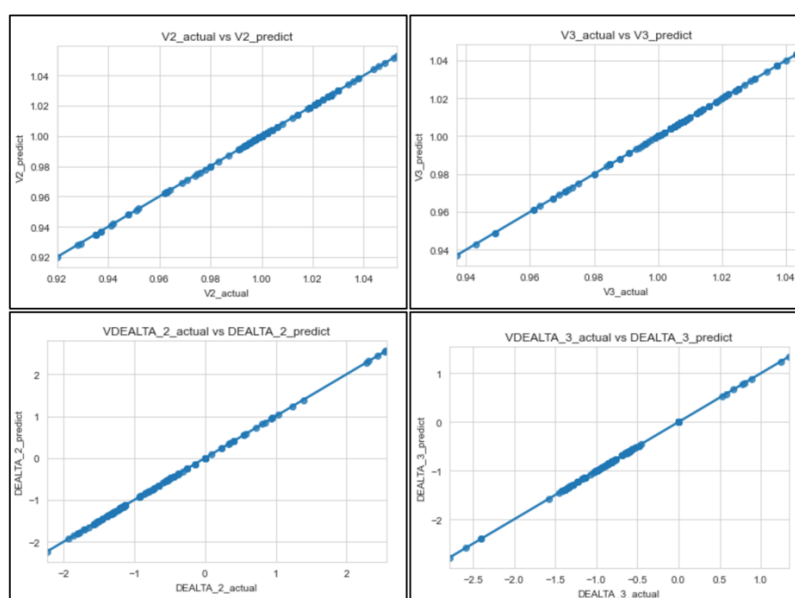 V2_actual vs V2_predict
V2_predict
1.04
1.02
1.00
0.98
0.96
0.94
0.92
0.92 0.94 0.96 0.98 1.00 1.02 1.04
V2_actual
V3_actual vs V3_predict
V3_predict
1.04
1.02
1.00
0.98
0.96
0.94
0.94 0.96 0.98 1.00 1.02 1.04
V3_actual
VDEALTA_2_actual vs DEALTA_2_predict
DEALTA_2_predict
2
1
0
−1
−2
−2 −1 0 1 2
DEALTA_2_actual
VDEALTA_3_actual vs DEALTA_3_predict
DEALTA_3_predict
1
0
−1
−2
−2.5 −2.0 −1.5 −1.0 −0.5 0.0 0.5 1.0
DEALTA_3_actual